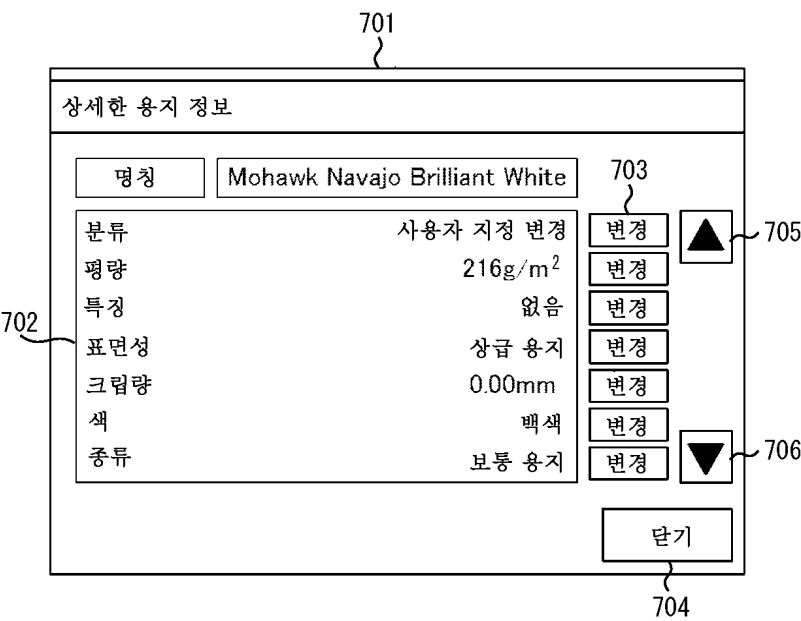 701
상세한 용지 정보
명칭 Mohawk Navajo Brilliant White
703
분류 사용자 지정 변경 변경
705
평량 216g/m² 변경
특징 없음 변경
702
표면성 상급 용지 변경
크립량 0.00mm 변경
색 백색 변경
종류 보통 용지 변경
706
닫기
704